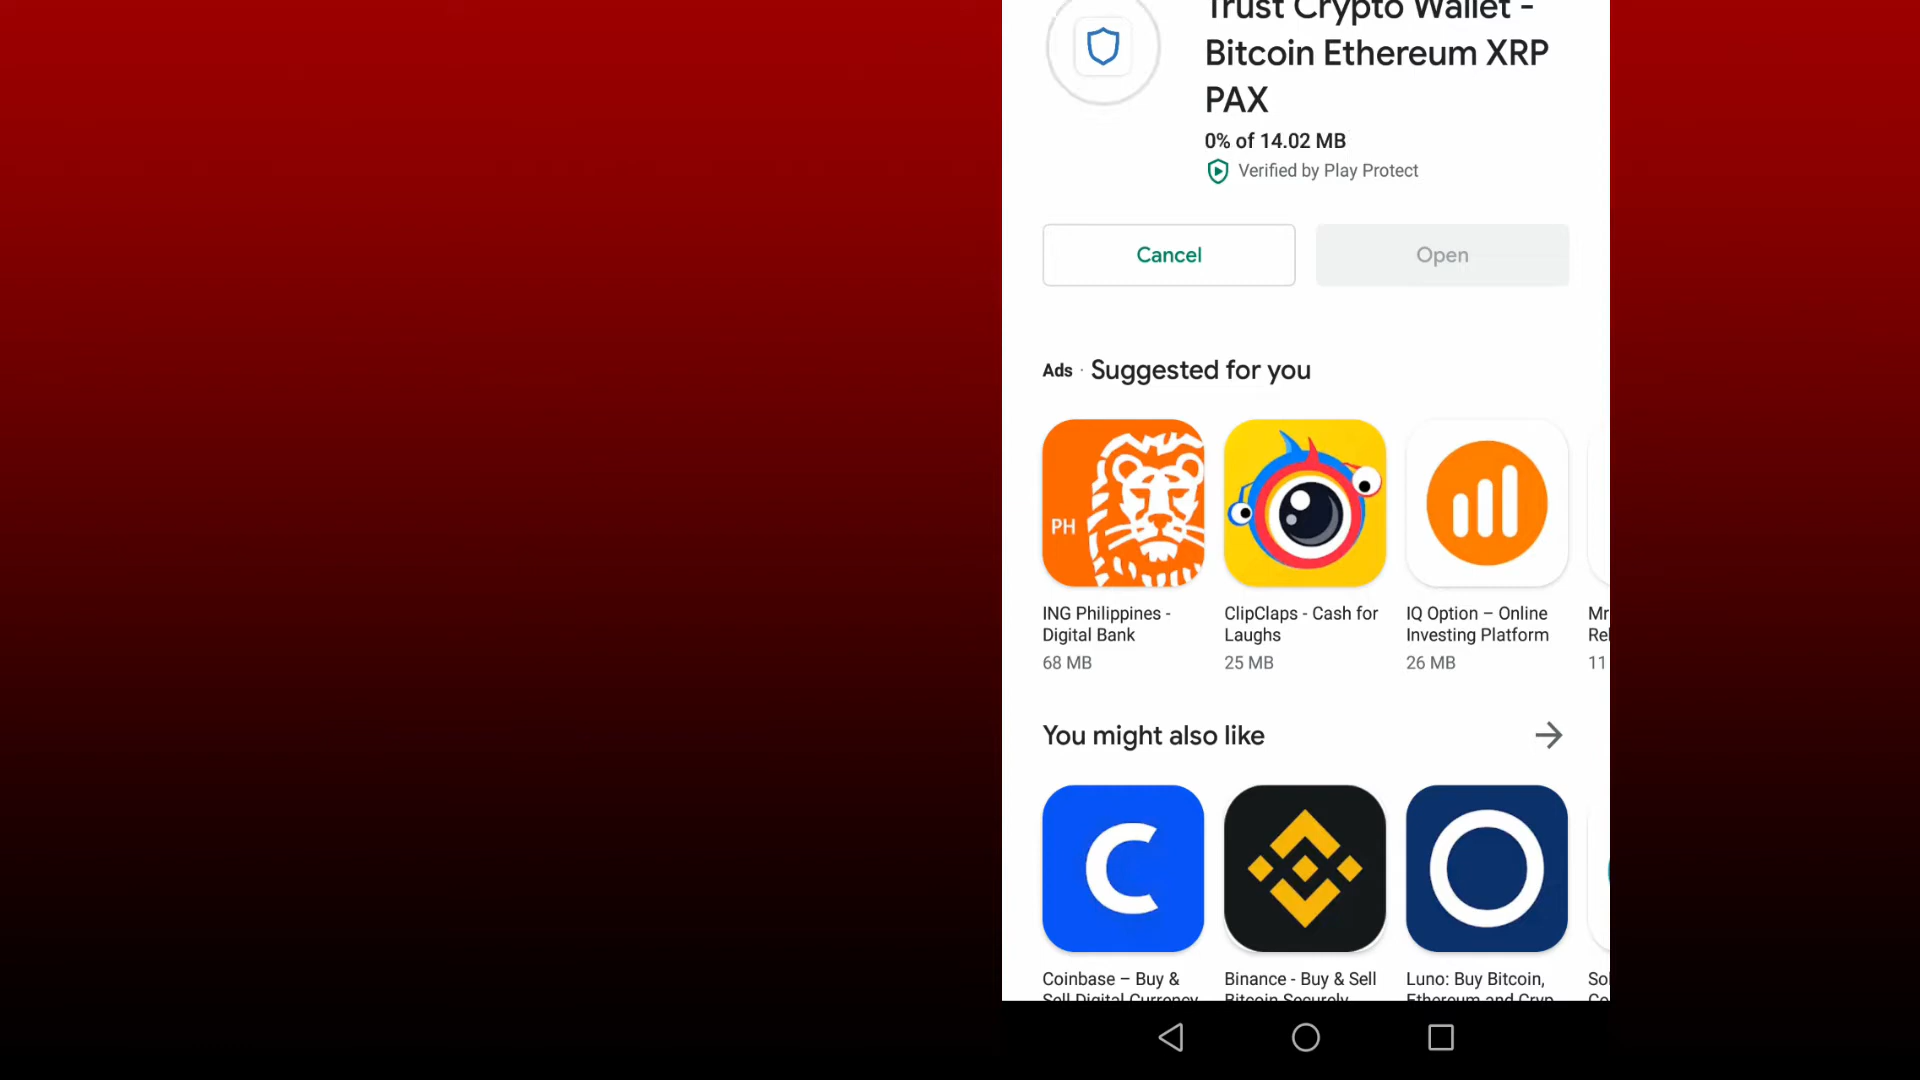 Trust Crypto Wallet -
Bitcoin Ethereum XRP
PAX
0% of 14.02 MB
Verified by Play Protect
Cancel
Open
Ads · Suggested for you
PH
ING Philippines -
Digital Bank
68 MB
ClipClaps - Cash for
Laughs
25 MB
IQ Option – Online
Investing Platform
26 MB
Mr
Rel
11
You might also like
Coinbase – Buy &
Sell Digital Currency
Binance - Buy & Sell
Bitcoin Securely
Luno: Buy Bitcoin,
Ethereum and Cryp
Sol
Co